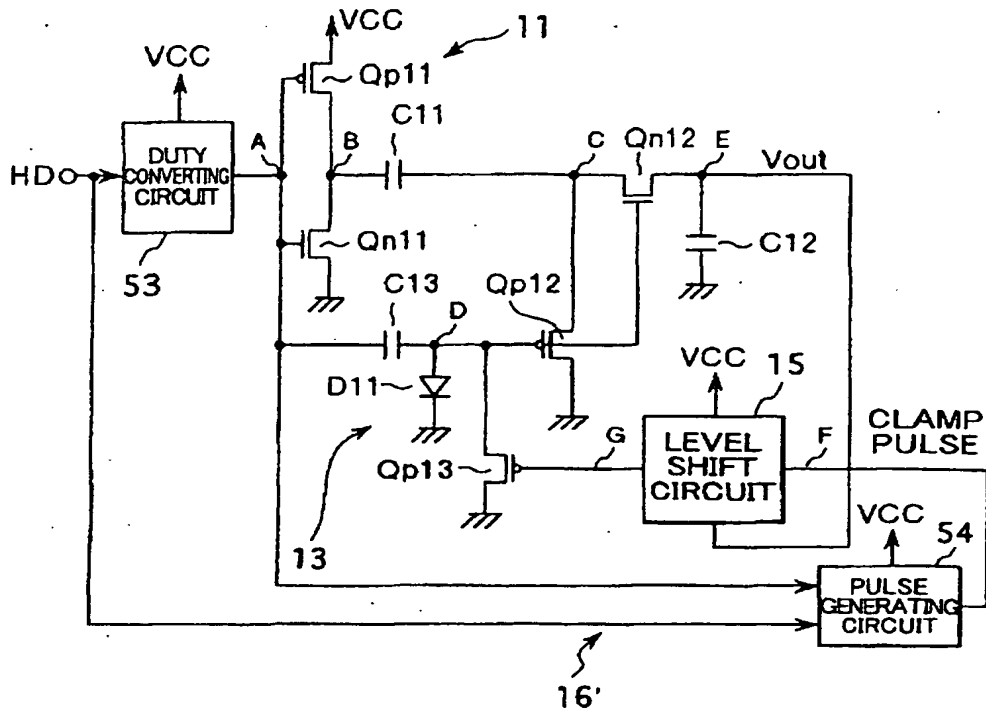 VCC
11
VCC
Qp11
C11
A
B
C
Qn12
E
Vout
HD
DUTY
CONVERTING
CIRCUIT
53
Qn11
C12
C13
Qp12
D
D11
VCC
15
LEVEL
SHIFT
CIRCUIT
G
F
CLAMP
PULSE
Qp13
13
VCC
54
PULSE
GENERATING
CIRCUIT
16'